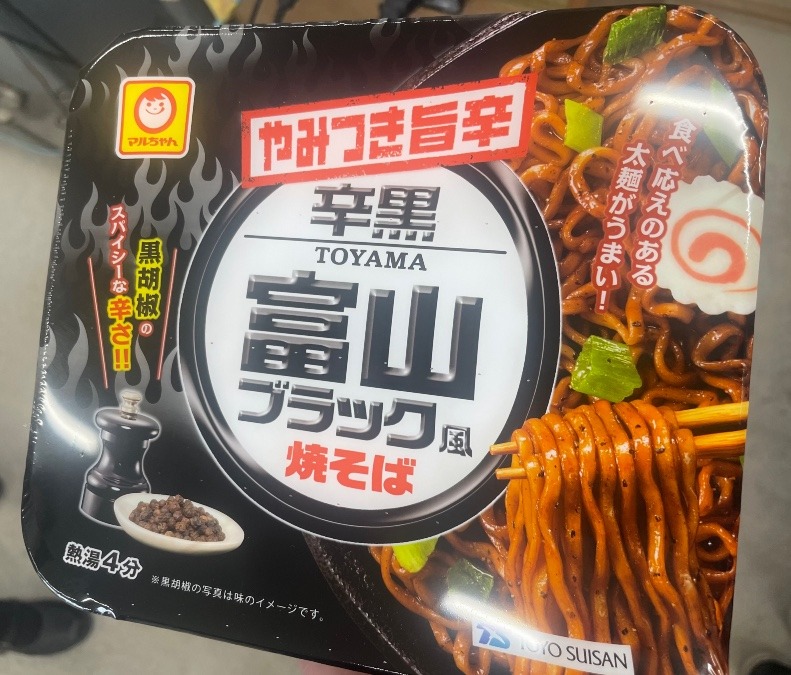 マルちゃん
やみつき旨辛
辛黒
TOYAMA
富山
ブラック風
焼そば
黒胡椒の
スパイシーな辛さ!!
食べ応えのある
太麺がうまい!
熱湯4分
※黒胡椒の写真は味のイメージです。
TOYO SUISAN